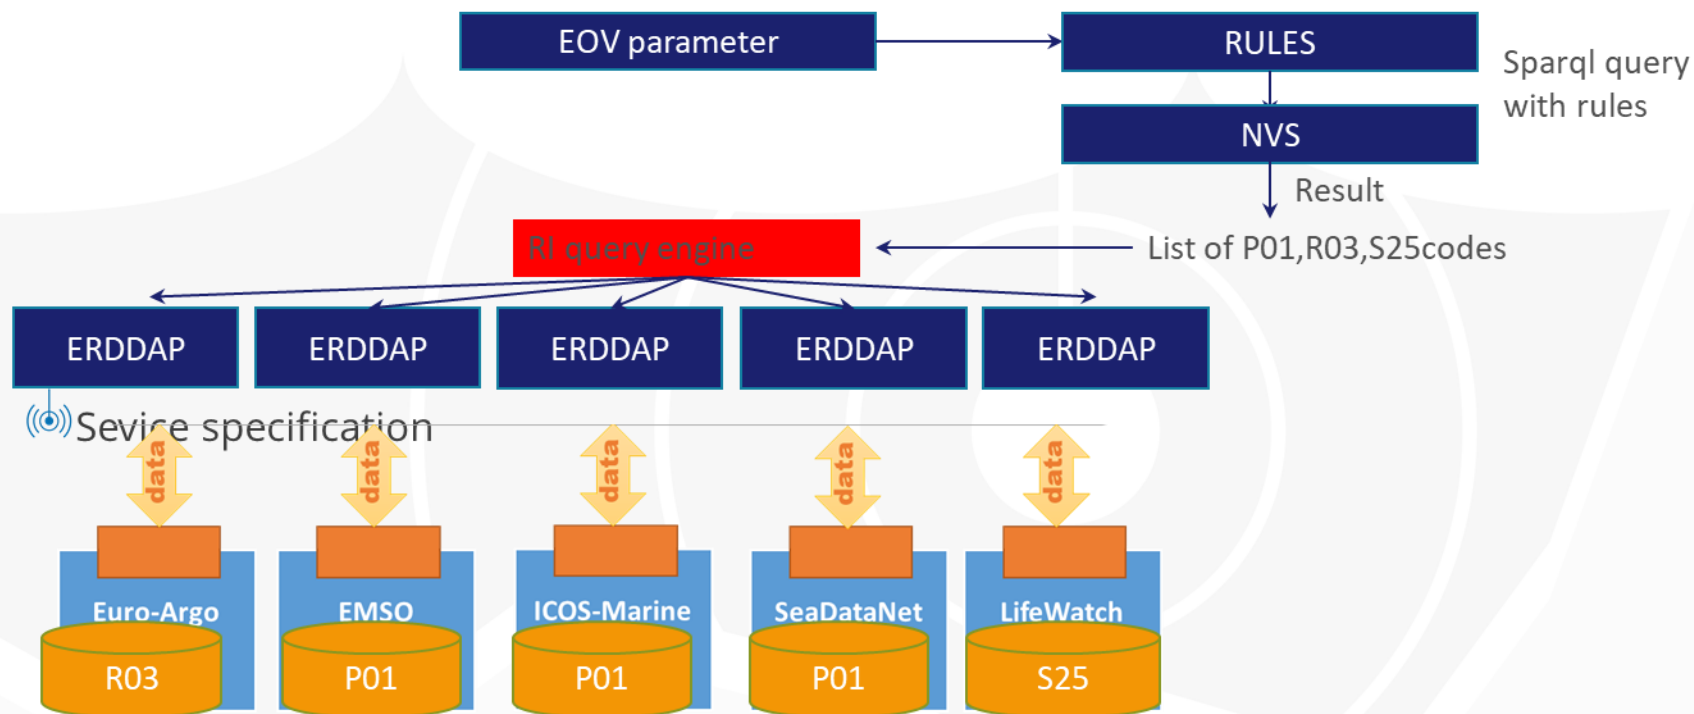 EOV parameter
RULES
Sparql query
with rules
NVS
Result
RI query engine
List of P01,R03,S25codes
ERDDAP
ERDDAP
ERDDAP
ERDDAP
ERDDAP
Sevice specification
data
data
data
data
data
Euro-Argo
EMSO
ICOS-Marine
SeaDataNet
LifeWatch
R03
P01
P01
P01
S25